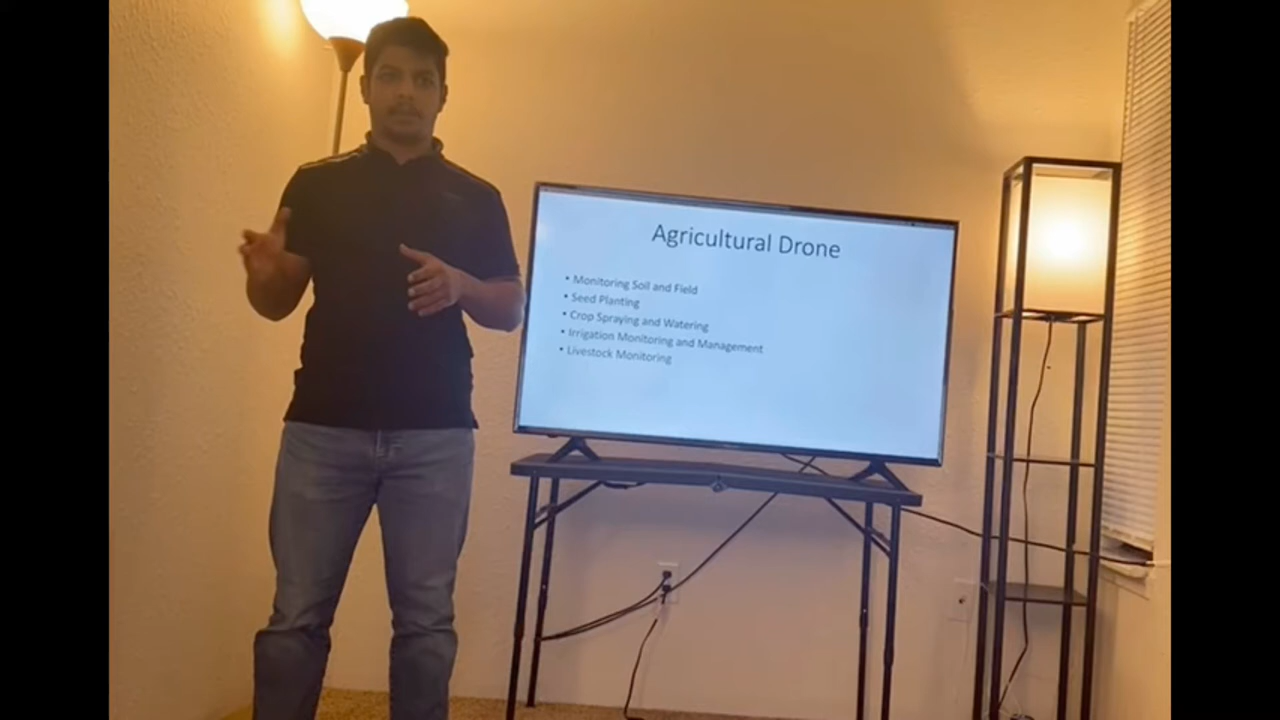 Agricultural Drone
• Monitoring Soil and Field
• Seed Planting
• Crop Spraying and Watering
• Irrigation Monitoring and Management
• Livestock Monitoring